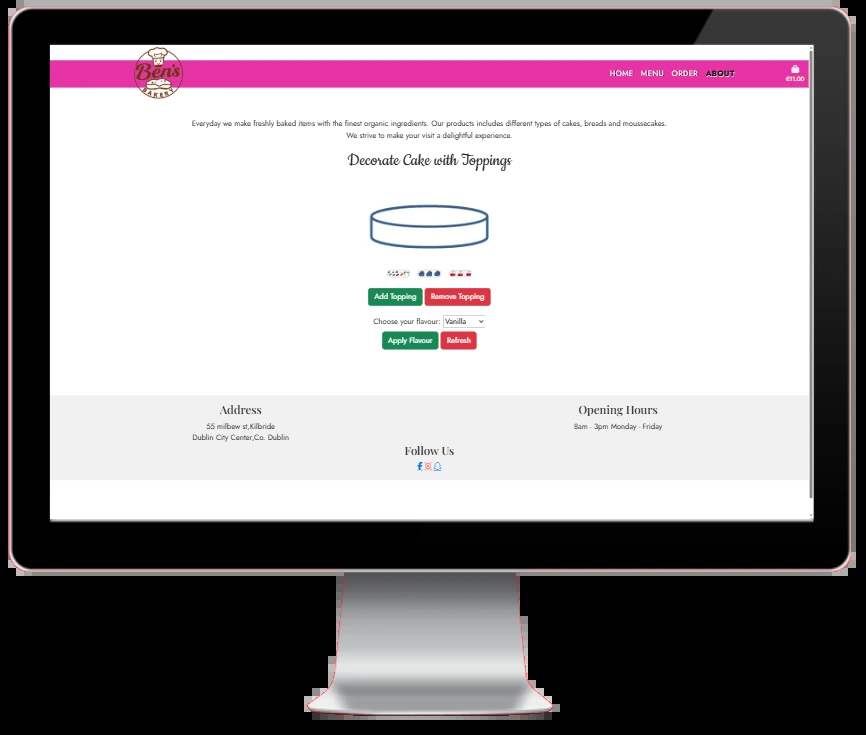 Ben's
BAKERY
HOME MENU ORDER ABOUT
€11.00
Everyday we make freshly baked items with the finest organic ingredients. Our products includes different types of cakes, breads and moussecakes.
We strive to make your visit a delightful experience.
Decorate Cake with Toppings
Add Topping Remove Topping
Choose your flavour: Vanilla
Apply Flavour Refresh
Address
55 milbew st,Kilbride
Dublin City Center,Co. Dublin
Opening Hours
8am - 3pm Monday - Friday
Follow Us